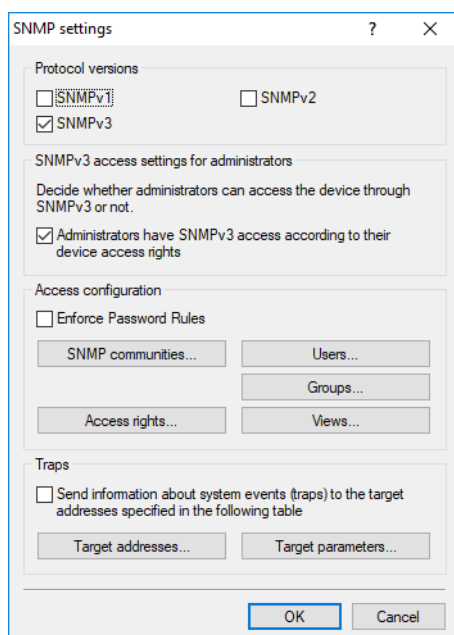 SNMP settings
?
Protocol versions
SNMPv1
SNMPv2
SNMPv3
SNMPv3 access settings for administrators
Decide whether administrators can access the device through
SNMPv3 or not.
Administrators have SNMPv3 access according to their
device access rights
Access configuration
Enforce Password Rules
SNMP communities...
Users...
Groups...
Access rights...
Views...
Traps
Send information about system events (traps) to the target
addresses specified in the following table
Target addresses...
Target parameters...
OK
Cancel